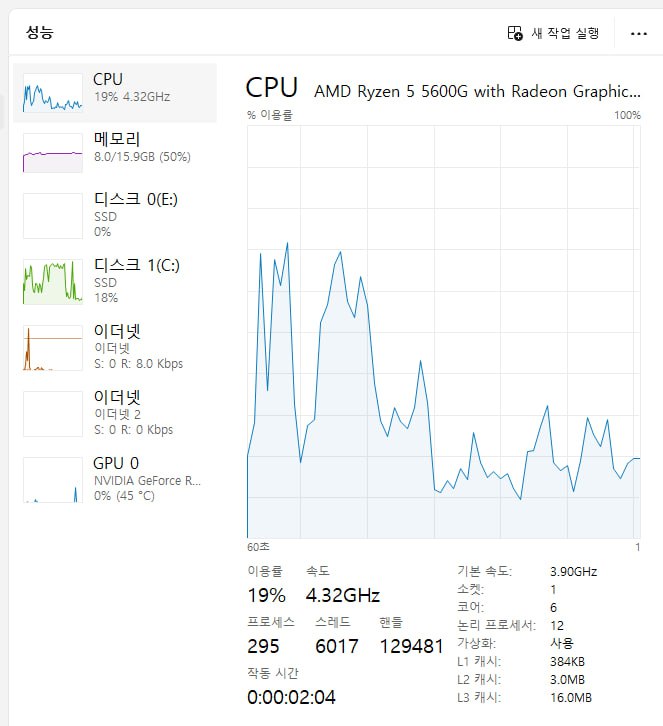 성능
새 작업 실행
CPU
19% 4.32GHz
메모리
8.0/15.9GB (50%)
디스크 0(E:)
SSD
0%
디스크 1(C:)
SSD
18%
이더넷
이더넷
S: 0 R: 8.0 Kbps
이더넷
이더넷 2
S: 0 R: 0 Kbps
GPU 0
NVIDIA GeForce R...
0% (45 °C)
CPU AMD Ryzen 5 5600G with Radeon Graphic...
% 이용률 100%
60초 1
이용률 속도
19% 4.32GHz
프로세스 스레드 핸들
295 6017 129481
작동 시간
0:00:02:04
기본 속도: 3.90GHz
소켓: 1
코어: 6
논리 프로세서: 12
가상화: 사용
L1 캐시: 384KB
L2 캐시: 3.0MB
L3 캐시: 16.0MB